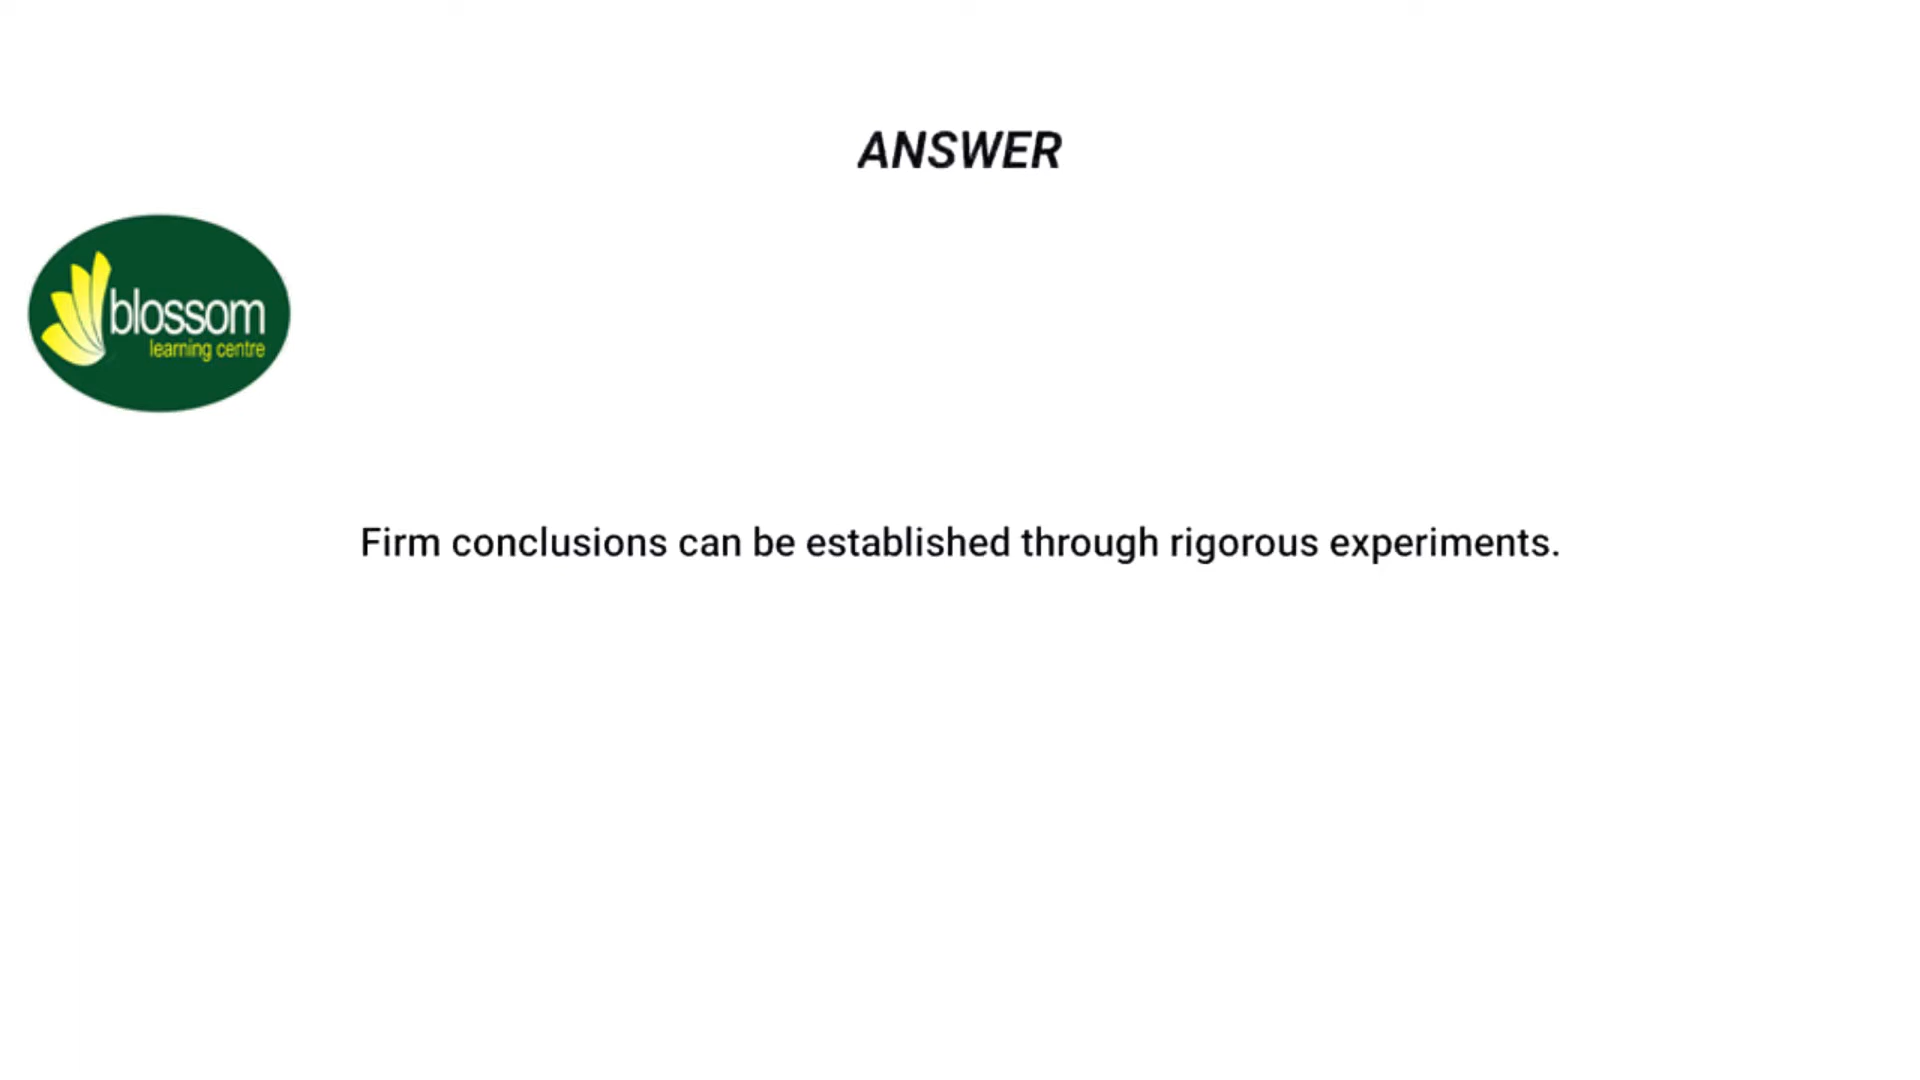 ANSWER
blossom
learning centre
Firm conclusions can be established through rigorous experiments.